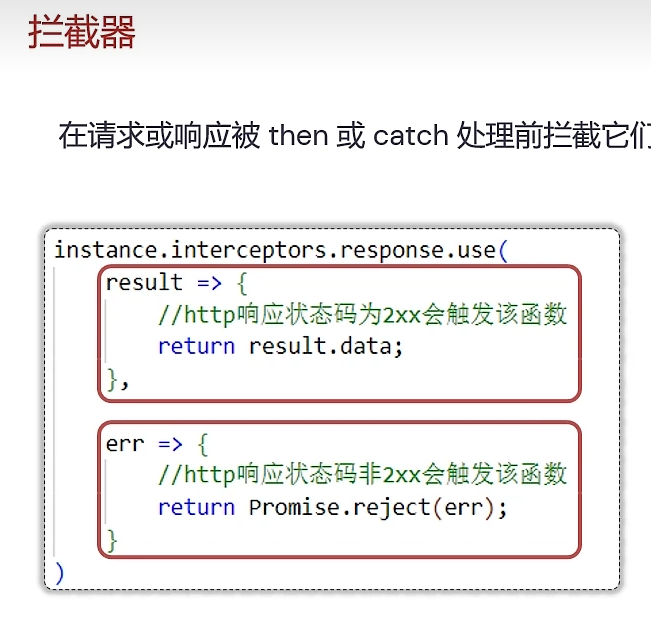 拦截器
在请求或响应被 then 或 catch 处理前拦截它们
instance.interceptors.response.use(
result => {
//http响应状态码为2xx会触发该函数
return result.data;
},
err => {
//http响应状态码非2xx会触发该函数
return Promise.reject(err);
}
)